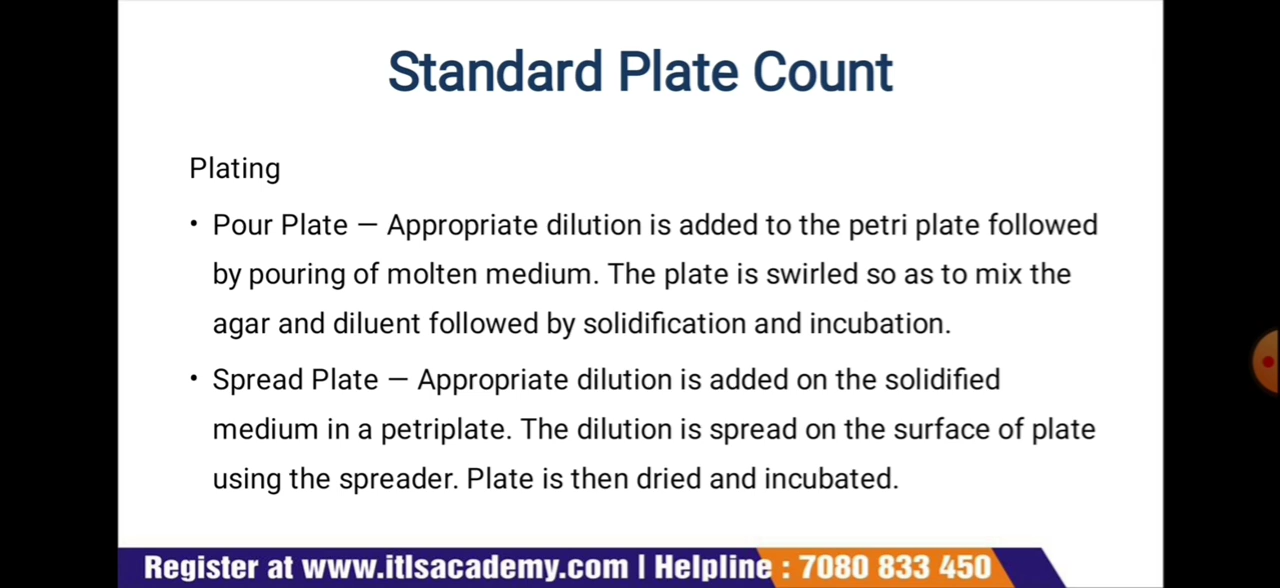 Standard Plate Count
Plating
• Pour Plate — Appropriate dilution is added to the petri plate followed
by pouring of molten medium. The plate is swirled so as to mix the
agar and diluent followed by solidification and incubation.
• Spread Plate — Appropriate dilution is added on the solidified
medium in a petriplate. The dilution is spread on the surface of plate
using the spreader. Plate is then dried and incubated.
Register at www.itlsacademy.com | Helpline : 7080 833 450